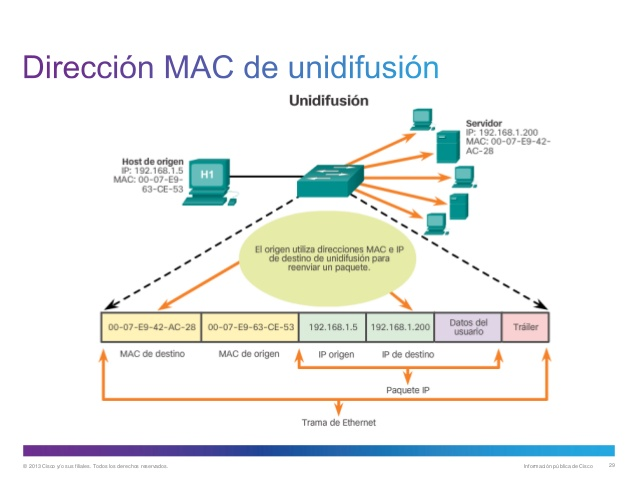 Dirección MAC de unidifusión
Unidifusión
Servidor
IP: 192.168.1.200
MAC: 00-07-E9-42-
AC-28
Host de origen
IP: 192.168.1.5
MAC: 00-07-E9-
63-CE-53
H1
El origen utiliza direcciones MAC e IP
de destino de unidifusión para
reenviar un paquete.
00-07-E9-42-AC-28 00-07-E9-63-CE-53 192.168.1.5 192.168.1.200 Datos del usuario Tráiler
MAC de destino MAC de origen IP origen IP de destino
Paquete IP
Trama de Ethernet
© 2013 Cisco y/o sus filiales. Todos los derechos reservados. Información pública de Cisco 29